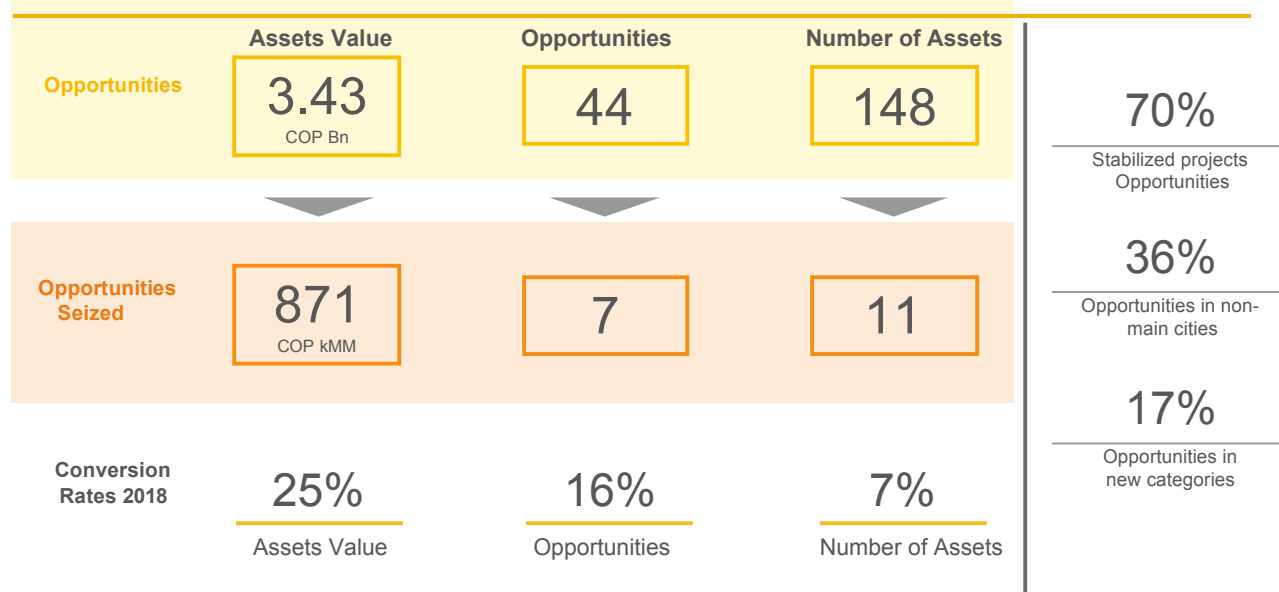 Assets Value
Opportunities
Number of Assets
Opportunities
3.43
COP Bn
44
148
Opportunities
Seized
871
COP kMM
7
11
Conversion
Rates 2018
25%
Assets Value
16%
Opportunities
7%
Number of Assets
70%
Stabilized projects
Opportunities
36%
Opportunities in non-
main cities
17%
Opportunities in
new categories